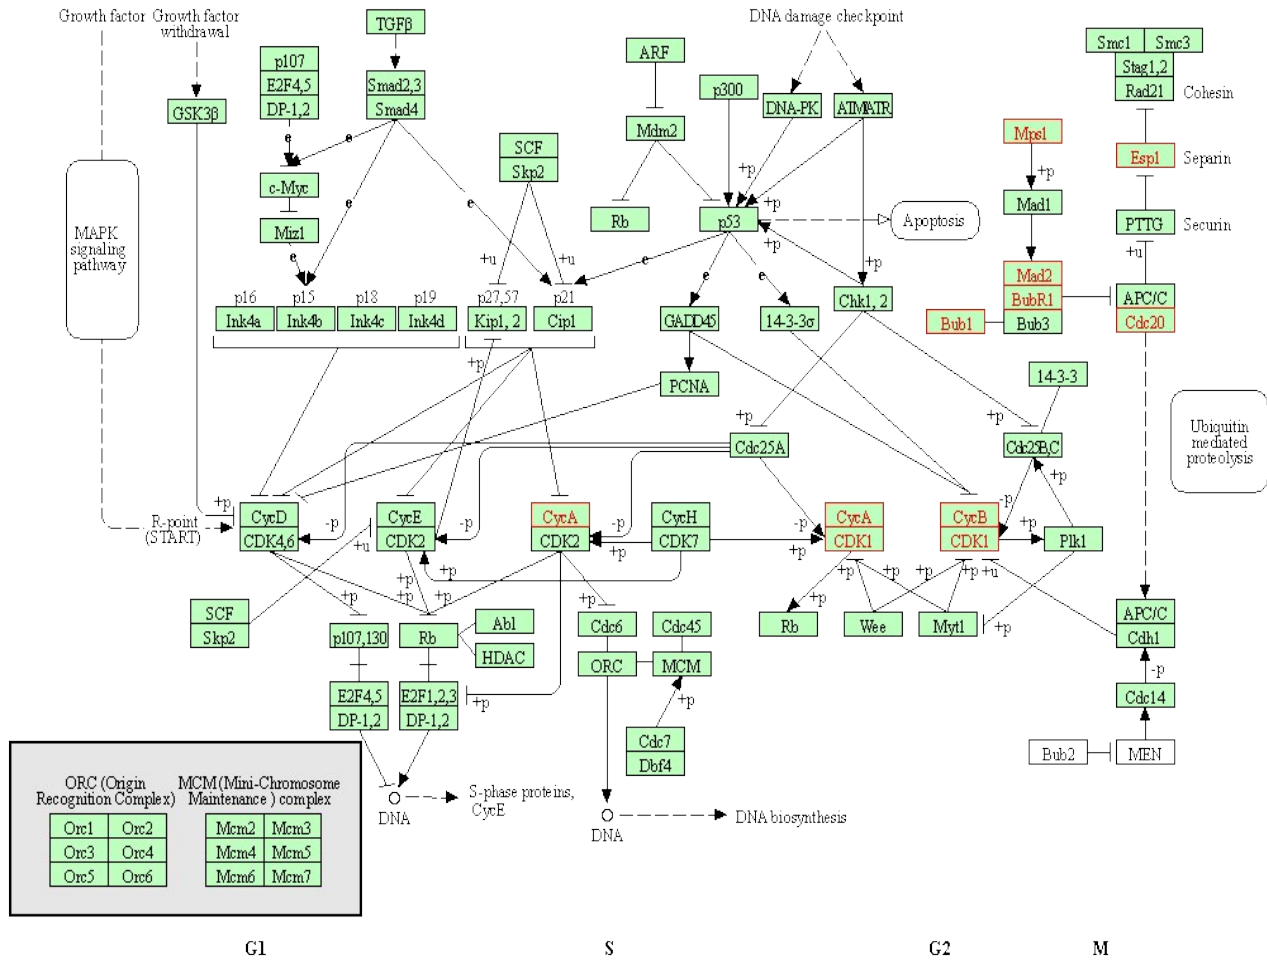 Growth factor
Growth factor
withdrawal
TGFβ
DNA damage checkpoint
Smc1
Smc3
Stag1,2
Rad21
Cohesin
p107
E2F4,5
DP-1,2
Smad2,3
Smad4
ARF
p300
DNA-PK
ATM/ATR
GSK3β
e
e
Mdm2
+p
Mps1
+p
Esp1
Separin
SCF
Skp2
c-Myc
e
e
Rb
p53
+p
+p
Apoptosis
Mad1
PTTG
Securin
Miz1
MAPK
signaling
pathway
e
+u
+u
e
e
e
+p
+u
Mad2
BubR1
Bub3
Bub1
APC/C
Cdc20
p16
p15
p18
p19
p27,57
p21
Ink4a
Ink4b
Ink4c
Ink4d
Kip1, 2
Cip1
GADD45
14-3-3σ
Chk1, 2
+p
PCNA
14-3-3
+p
+p
Cdc25A
Cdc25B,C
Ubiquitin
mediated
proteolysis
+p
R-point
(START)
+p
CycD
CDK4,6
-p
CycE
CDK2
-p
CycA
CDK2
-p
+p
CycH
CDK7
-p
+p
CycA
CDK1
CycB
CDK1
-p
+p
Plk1
+u
+p
+p
+p
+p
+p
+p
+p
+p
+p
+u
SCF
Skp2
+p
+p
+p
p107,130
Rb
Abl
HDAC
Cdc6
Cdc45
ORC
MCM
Rb
Wee
Myt1
+p
APC/C
Cdh1
-p
Cdc14
E2F4,5
DP-1,2
E2F1,2,3
DP-1,2
+p
+p
Cdc7
Dbf4
Bub2
MEN
ORC (Origin
Recognition Complex)
MCM (Mini-Chromosome
Maintenance ) complex
Orc1
Orc2
Orc3
Orc4
Orc5
Orc6
Mcm2
Mcm3
Mcm4
Mcm5
Mcm6
Mcm7
DNA
S-phase proteins,
CycE
DNA
DNA biosynthesis
G1
S
G2
M